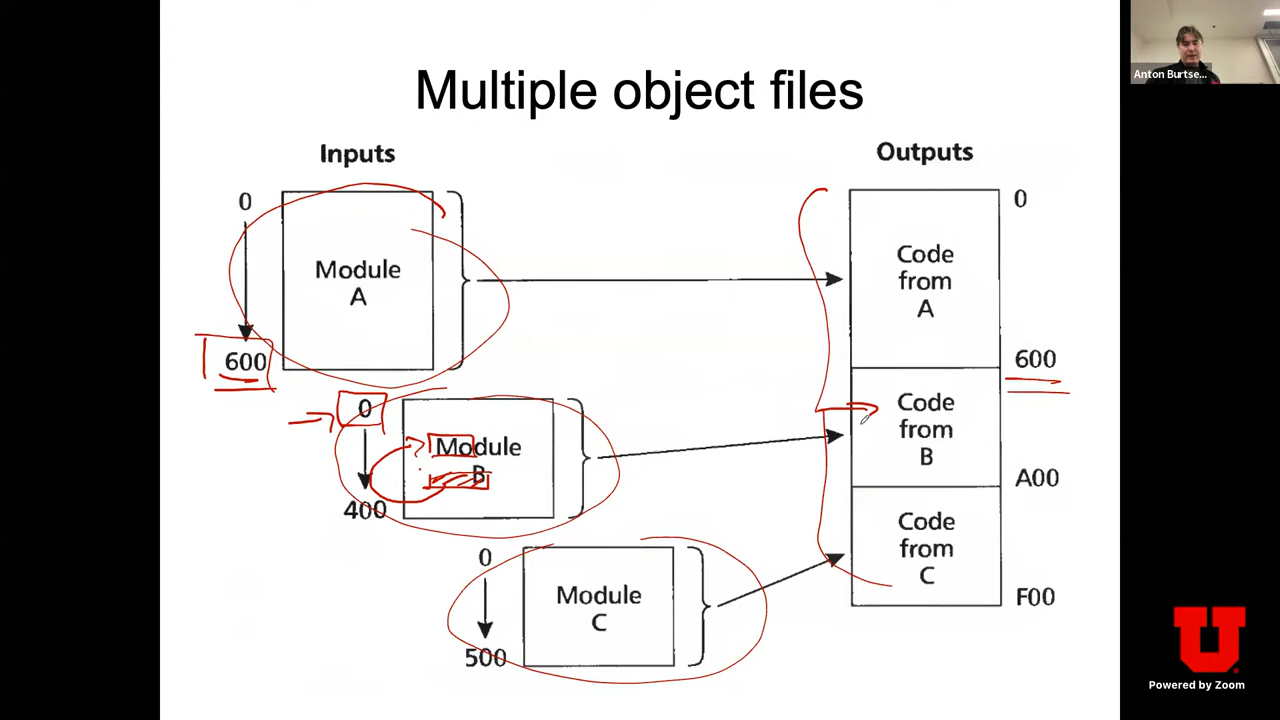 Anton Burtse...
Multiple object files
Inputs
Outputs
0
Module
A
600
0
Code
from
A
600
0
Module
B
400
Code
from
B
A00
0
Module
C
500
Code
from
C
F00
U
Powered by Zoom